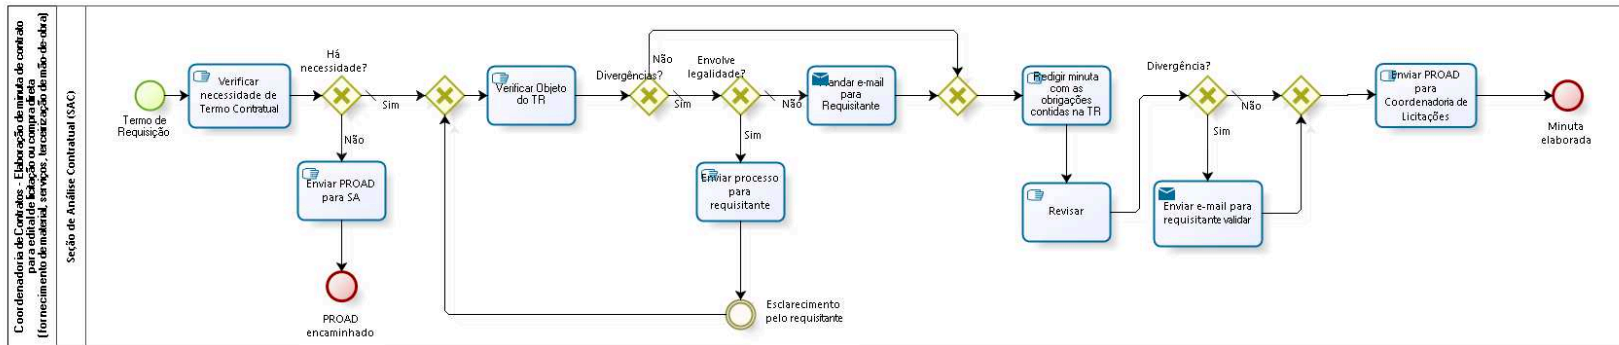 Coordenadoria de Contratos - Elaboração de minuta de contrato
para edital de licitação ou compra direta
(fornecimento de material, serviços, terceirização de mão-de-obra)
Seção de Análise Contratual (SAC)
Termo de
Requisição
Verificar
necessidade de
Termo Contratual
Há
necessidade?
Sim
Não
Enviar PROAD
para SA
PROAD
encaminhado
Verificar Objeto
do TR
Divergências?
Não
Sim
Envolve
legalidade?
Não
Sim
Enviar processo
para
requisitante
Esclarecimento
pelo requisitante
Mandar e-mail
para
Requisitante
Redigir minuta
com as
obrigações
contidas na TR
Revisar
Divergência?
Não
Sim
Enviar e-mail para
requisitante validar
Enviar PROAD
para
Coordenadoria de
Licitações
Minuta
elaborada